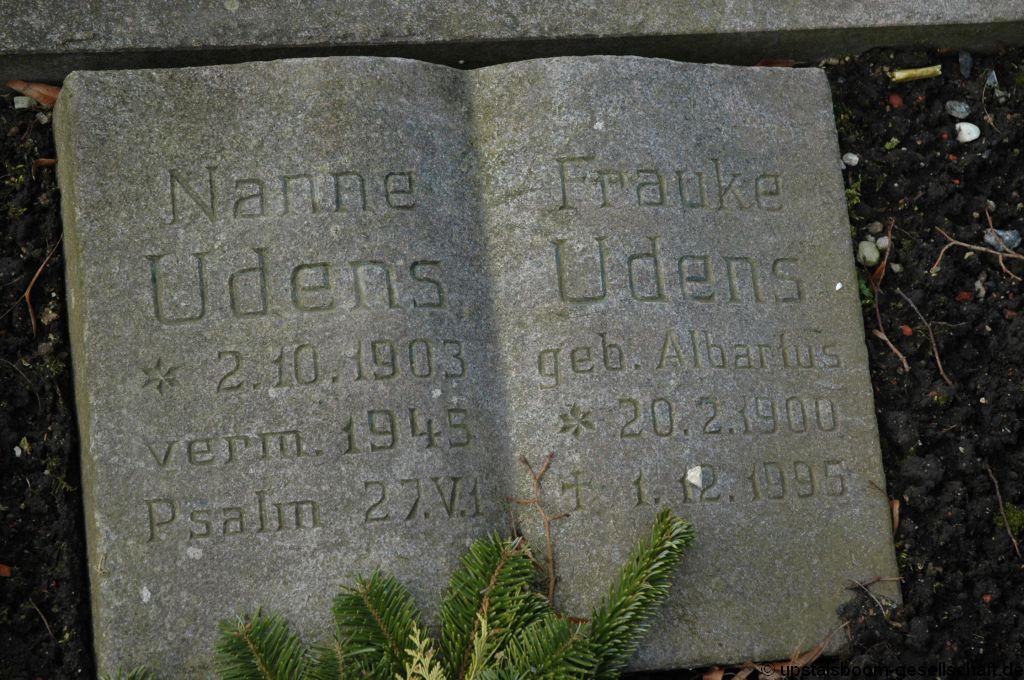 Nanne
Udens
* 2.10.1903
verm. 1945
Psalm 27.V.1
Frauke
Udens
geb. Albartus
* 20.2.1900
† 1.12.1995
© upstalsboom-gesellschaft.de